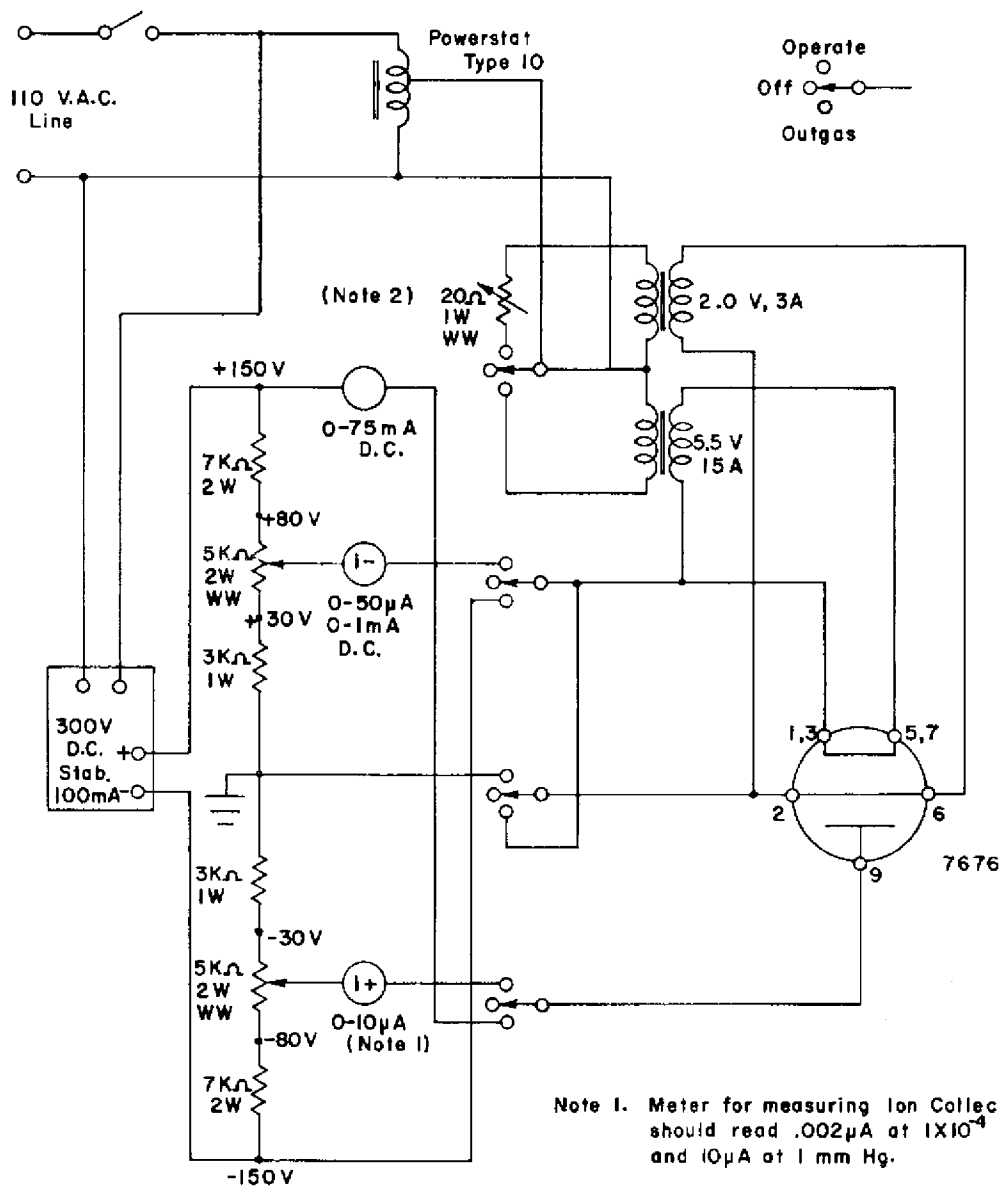 Powerstat
Type 10
Operate
Off
Outgas
110 V.A.C.
Line
(Note 2)
20Ω
1W
WW
2.0 V, 3A
+150V
0-75mA
D.C.
5.5 V
15A
7KΩ
2W
+80V
5KΩ
2W
WW
I-
0-50µA
0-1mA
D.C.
+30V
3KΩ
1W
300V
D.C.
Stab.
100mA
+
-
1,3
5,7
2
6
7676
9
3KΩ
1W
-30V
5KΩ
2W
WW
I+
0-10µA
(Note 1)
-80V
7KΩ
2W
-150V
Note 1. Meter for measuring Ion Collec
should read .002µA at 1X10-4
and 10µA at 1 mm Hg.